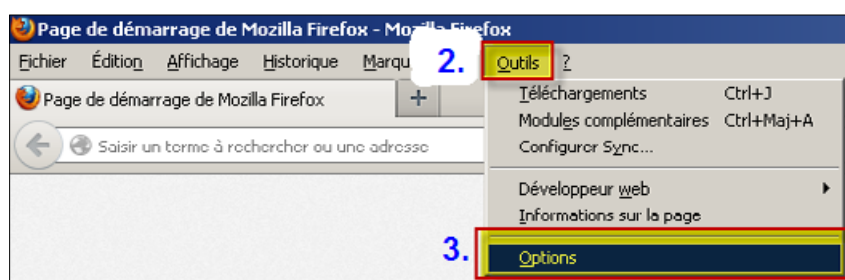 Page de démarrage de Mozilla Firefox - Mozilla Firefox
Fichier Édition Affichage Historique Marqu 2. Outils ?
Page de démarrage de Mozilla Firefox +
Téléchargements Ctrl+J
Modules complémentaires Ctrl+Maj+A
Saisir un terme à rechercher ou une adresse
Configurer Sync...
Développeur web
Informations sur la page
3. Options